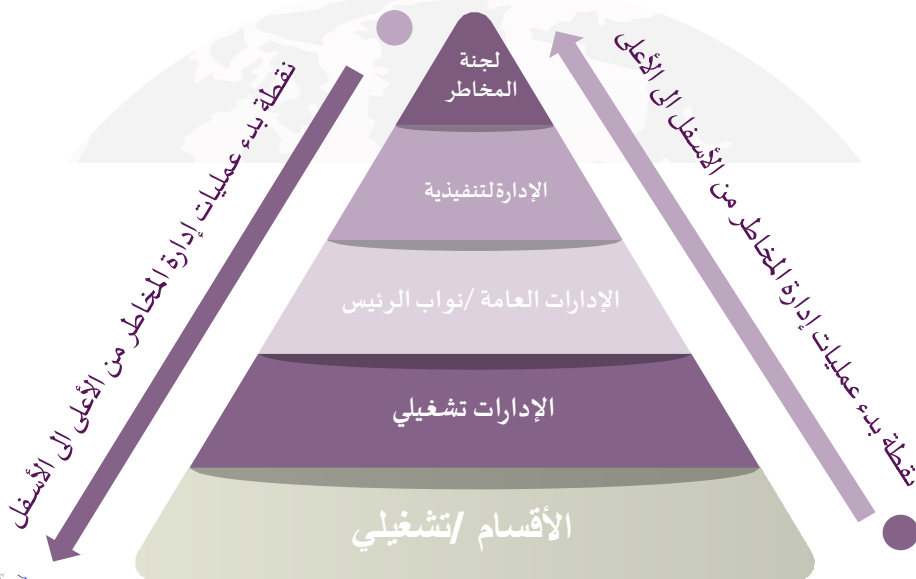 لجنة
المخاطر
الإدارةلتنفيذية
الإدارات العامة /نواب الرئيس
الإدارات تشغيلي
الأقسام /تشغيلي
نقطة بدء عمليات إدارة المخاطر من الأسفل الى الأعلى
نقطة بدء عمليات إدارة المخاطر من الأعلى الى الأسفل